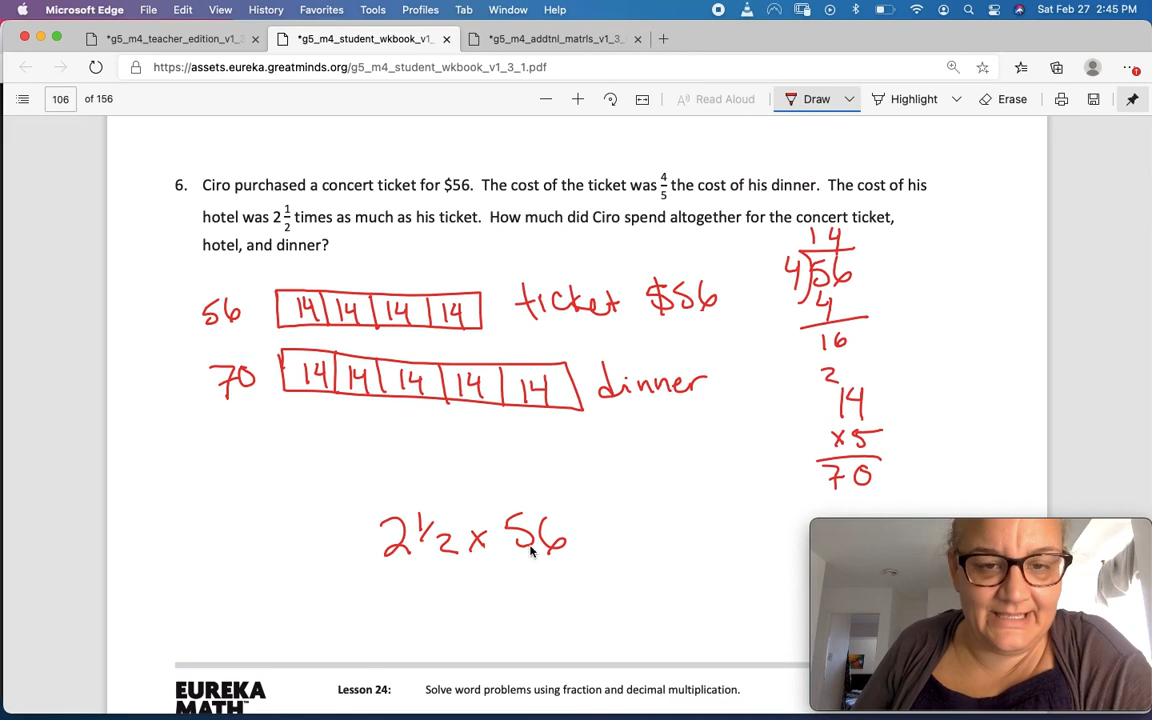 Microsoft Edge File Edit View History Favorites Tools Profiles Tab Window Help Sat Feb 27 2:45 PM
*g5_m4_teacher_edition_v1_3 *g5_m4_student_wkbook_v1_ *g5_m4_addtnl_matrls_v1_3_
https://assets.eureka.greatminds.org/g5_m4_student_wkbook_v1_3_1.pdf
106 of 156 Read Aloud Draw Highlight Erase
6. Ciro purchased a concert ticket for $56. The cost of the ticket was 4/5 the cost of his dinner. The cost of his
hotel was 2 1/2 times as much as his ticket. How much did Ciro spend altogether for the concert ticket,
hotel, and dinner?
14
4 56
4
16
2
56 14 14 14 14 ticket $56
70 14 14 14 14 14 dinner
14
x5
70
2 1/2 x 56
EUREKA
MATH
Lesson 24: Solve word problems using fraction and decimal multiplication.